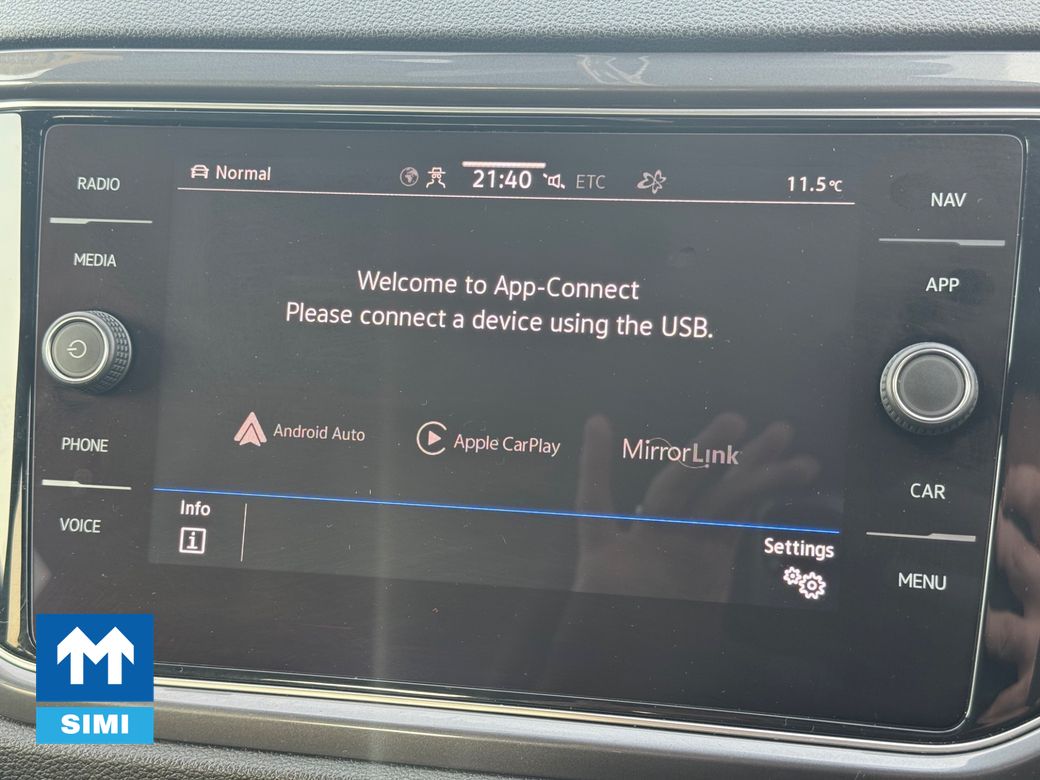 RADIO
MEDIA
PHONE
VOICE
Normal
21:40
ETC
11.5°C
Welcome to App-Connect
Please connect a device using the USB.
Android Auto
Apple CarPlay
MirrorLink
Info
Settings
NAV
APP
CAR
MENU
SIMI